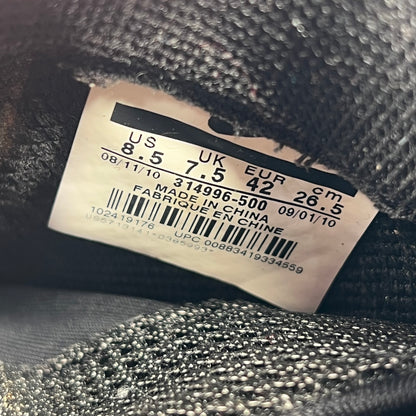 US UK EUR cm
8.5 7.5 42 26.5
08/11/10 314996-500 09/01/10
MADE IN CHINA
FABRIQUE EN CHINE
102419176 UPC 00883419334559